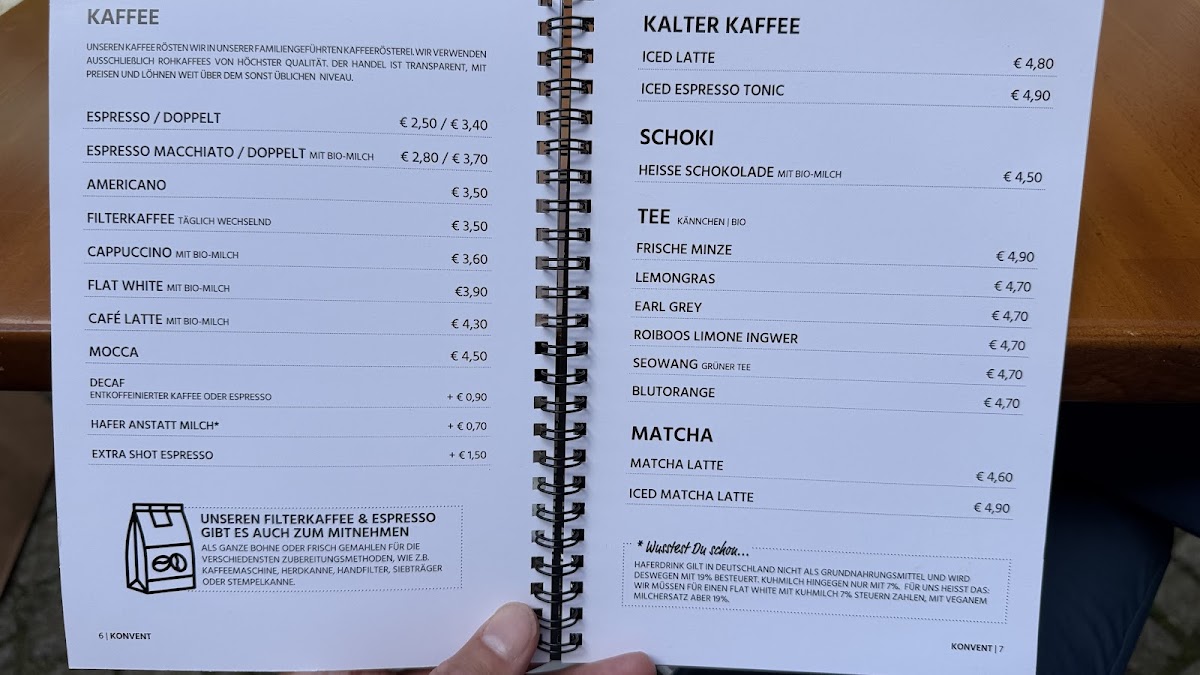 KAFFEE
UNSEREN KAFFEE RÖSTEN WIR IN UNSERER FAMILIENGEFÜHRTEN KAFFEERÖSTEREI. WIR VERWENDEN
AUSSCHLIEßLICH ROHKAFFEES VON HÖCHSTER QUALITÄT. DER HANDEL IST TRANSPARENT, MIT
PREISEN UND LÖHNEN WEIT ÜBER DEM SONST ÜBLICHEN NIVEAU.
ESPRESSO / DOPPELT € 2,50 / € 3,40
ESPRESSO MACCHIATO / DOPPELT MIT BIO-MILCH € 2,80 / € 3,70
AMERICANO € 3,50
FILTERKAFFEE TÄGLICH WECHSELND € 3,50
CAPPUCCINO MIT BIO-MILCH € 3,60
FLAT WHITE MIT BIO-MILCH €3,90
CAFÉ LATTE MIT BIO-MILCH € 4,30
MOCCA € 4,50
DECAF
ENTKOFFEINIERTER KAFFEE ODER ESPRESSO + € 0,90
HAFER ANSTATT MILCH* + € 0,70
EXTRA SHOT ESPRESSO + € 1,50
UNSEREN FILTERKAFFEE & ESPRESSO
GIBT ES AUCH ZUM MITNEHMEN
ALS GANZE BOHNE ODER FRISCH GEMAHLEN FÜR DIE
VERSCHIEDENSTEN ZUBEREITUNGSMETHODEN, WIE Z.B.
KAFFEEMASCHINE, HERDKANNE, HANDFILTER, SIEBTRÄGER
ODER STEMPELKANNE.
6 | KONVENT
KALTER KAFFEE
ICED LATTE € 4,80
ICED ESPRESSO TONIC € 4,90
SCHOKI
HEISSE SCHOKOLADE MIT BIO-MILCH € 4,50
TEE KÄNNCHEN | BIO
FRISCHE MINZE € 4,90
LEMONGRAS € 4,70
EARL GREY € 4,70
ROIBOOS LIMONE INGWER € 4,70
SEOWANG GRÜNER TEE € 4,70
BLUTORANGE € 4,70
MATCHA
MATCHA LATTE € 4,60
ICED MATCHA LATTE € 4,90
* Wusstest Du schon...
HAFERDRINK GILT IN DEUTSCHLAND NICHT ALS GRUNDNAHRUNGSMITTEL UND WIRD
DESWEGEN MIT 19% BESTEUERT. KUHMILCH HINGEGEN NUR MIT 7%. FÜR UNS HEISST DAS:
WIR MÜSSEN FÜR EINEN FLAT WHITE MIT KUHMILCH 7% STEUERN ZAHLEN, MIT VEGANEM
MILCHERSATZ ABER 19%.
KONVENT | 7